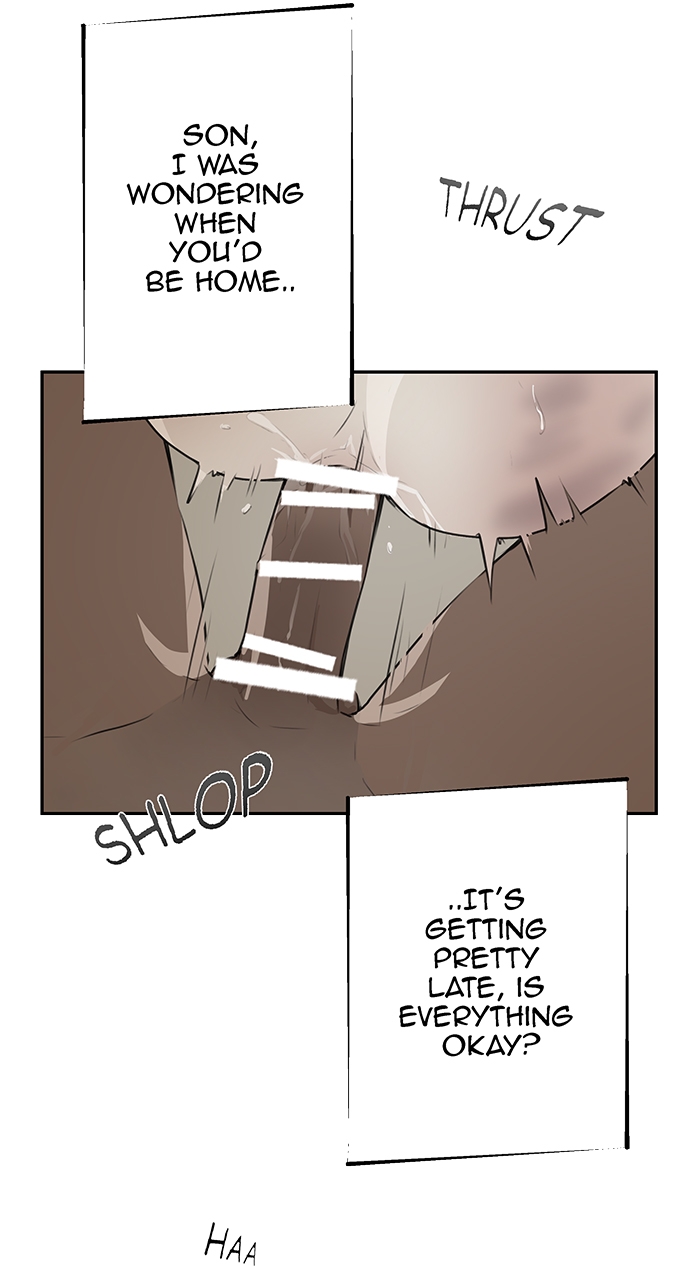 SON,
I WAS
WONDERING
WHEN
YOU'D
BE HOME..
THRUST
SHLOP
..IT'S
GETTING
PRETTY
LATE, IS
EVERYTHING
OKAY?
HAA